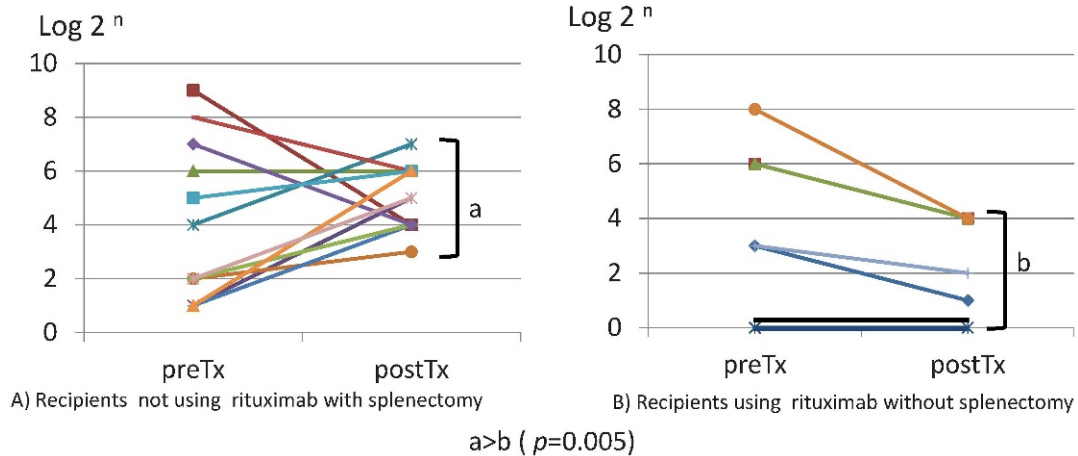 Log 2 ⁿ
10
8
6
4
2
0
a
preTx
postTx
A) Recipients not using rituximab with splenectomy
Log 2 ⁿ
10
8
6
4
2
0
b
preTx
postTx
B) Recipients using rituximab without splenectomy
a>b ( p=0.005)